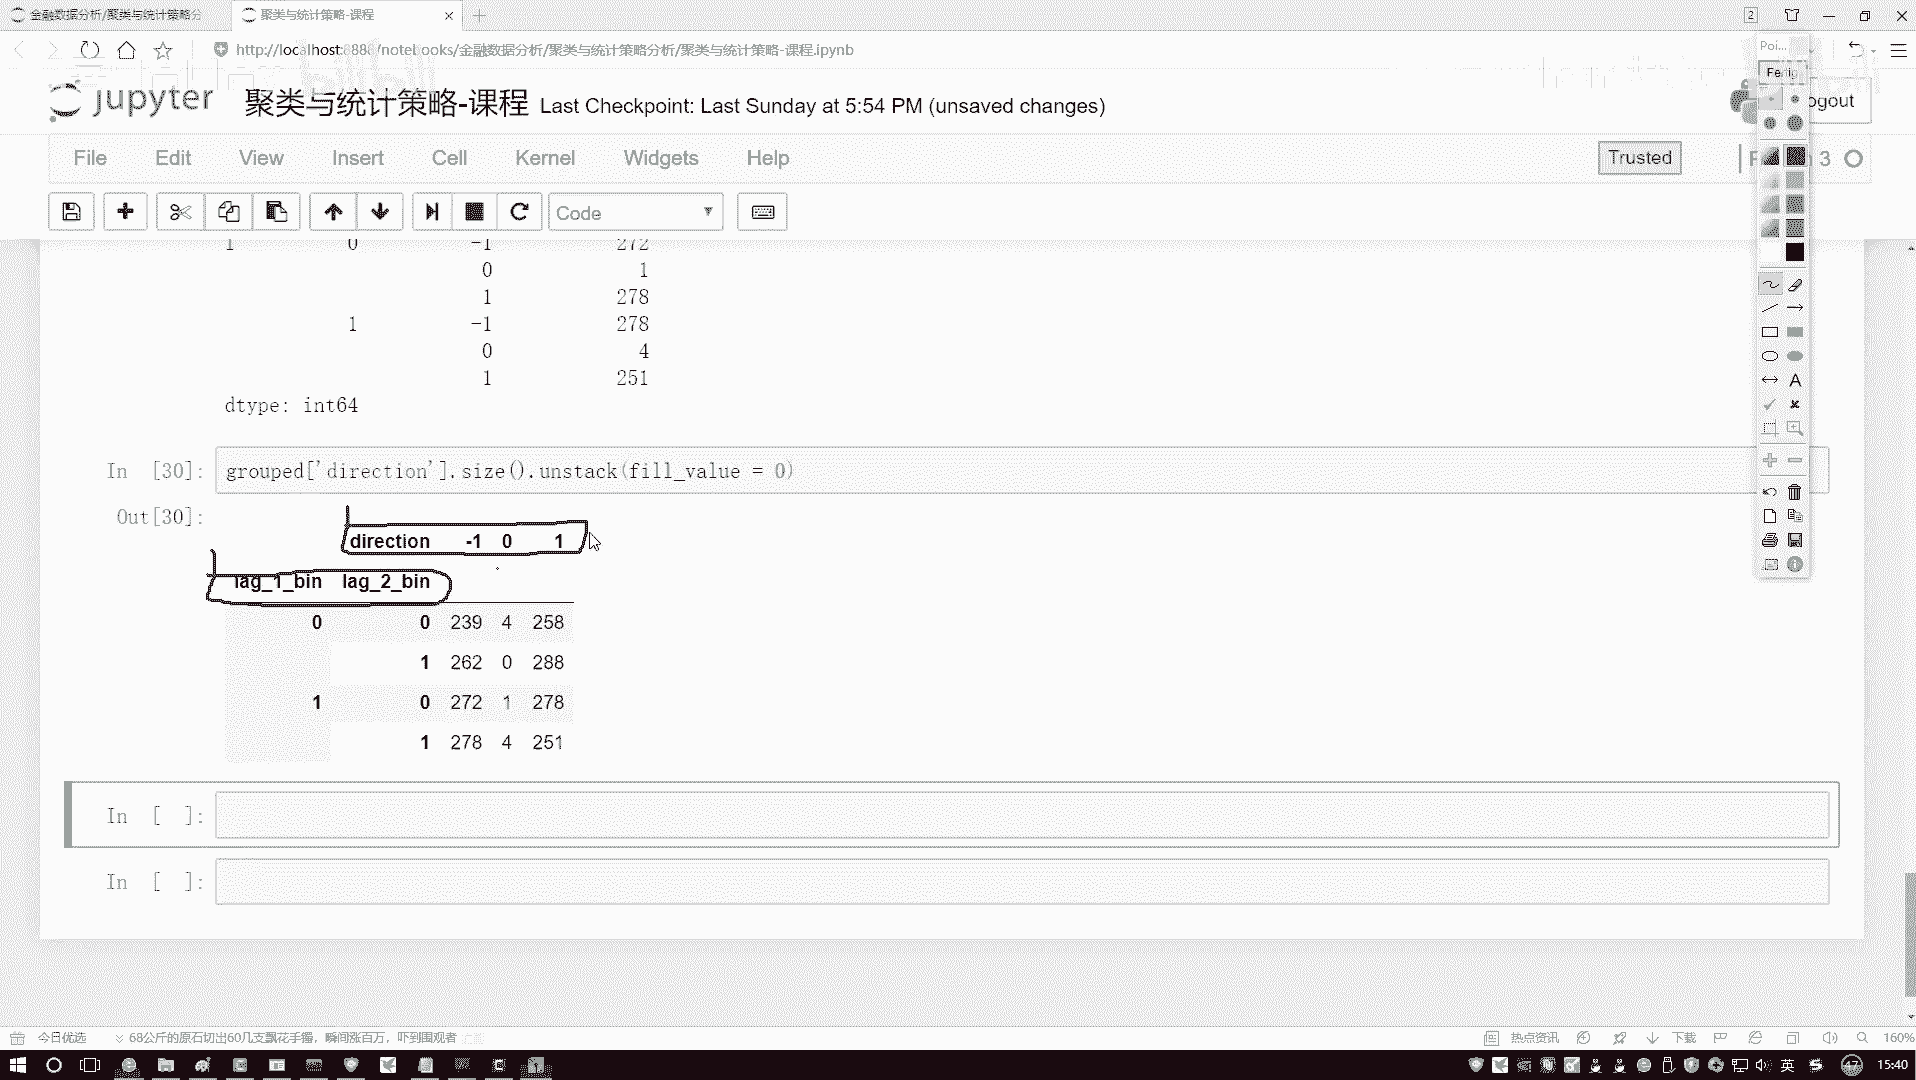 金融数据分析/聚类与统计策略分
聚类与统计策略-课程
http://localhost:8888/notebooks/金融数据分析/聚类与统计策略分析/聚类与统计策略-课程.ipynb
Poi...
Fertig
jupyter 聚类与统计策略-课程 Last Checkpoint: Last Sunday at 5:54 PM (unsaved changes)
ogout
File Edit View Insert Cell Kernel Widgets Help
Trusted
3
Code
1 0 -1 272
0 1
1 278
1 -1 278
0 4
1 251
dtype: int64
In [30]: grouped['direction'].size().unstack(fill_value = 0)
Out[30]:
direction -1 0 1
lag_1_bin lag_2_bin
0 0 239 4 258
1 262 0 288
1 0 272 1 278
1 278 4 251
In [ ]:
In [ ]:
今日优选 68公斤的原石切出60几支飘花手镯，瞬间涨百万，吓到围观者
热点资讯 下载 160%
英 47 15:40